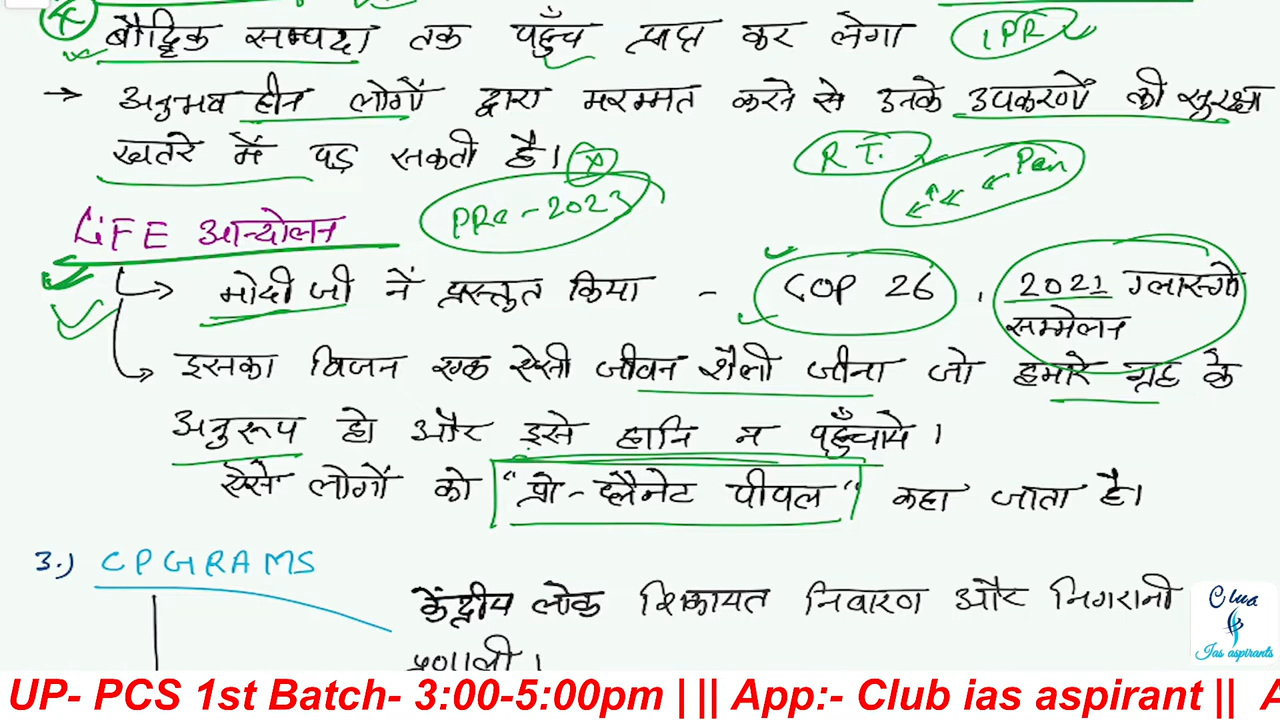 बौद्धिक सम्पदा तक पहुँच प्राप्त कर लेगा IPR
→ अनुभव हीन लोगों द्वारा मरम्मत करने से उनके उपकरणों की सुरक्षा
खतरे में पड़ सकती है। R T.
Pen
PRe-2023
LiFE आन्दोलन
मोदी जी नें प्रस्तुत किया - COP 26, 2021 ग्लास्गो
सम्मेलन
इसका विजन एक ऐसी जीवन शैली जीना जो हमारे ग्रह के
अनुरूप हो और इसे हानि न पहुँचाये।
ऐसे लोगों को "प्रो-प्लैनेट पीपल" कहा जाता है।
3.) CPGRAMS
केंद्रीय लोक शिकायत निवारण और निगरानी
प्रणाली।
Club
Ias aspirants
UP- PCS 1st Batch- 3:00-5:00pm | || App:- Club ias aspirant || A